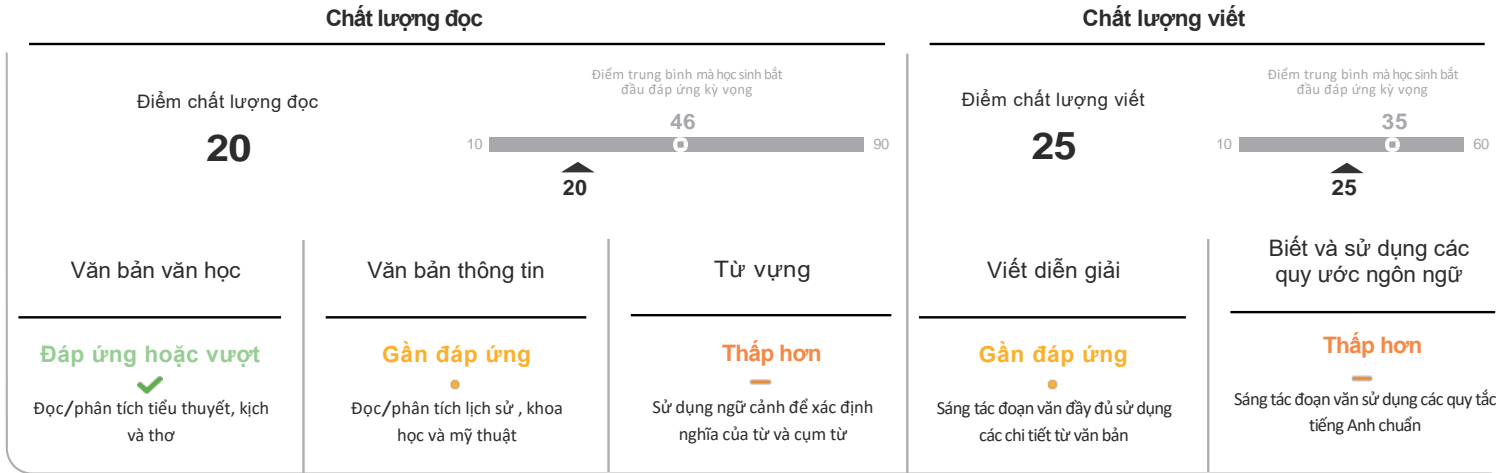 Chất lượng đọc
Chất lượng viết
Điểm trung bình mà học sinh bắt
đầu đáp ứng kỳ vọng
Điểm chất lượng đọc
20
46
10
90
20
Điểm trung bình mà học sinh bắt
đầu đáp ứng kỳ vọng
Điểm chất lượng viết
25
35
10
60
25
Văn bản văn học
Đáp ứng hoặc vượt
Đọc/phân tích tiểu thuyết, kịch
và thơ
Văn bản thông tin
Gần đáp ứng
Đọc/phân tích lịch sử , khoa
học và mỹ thuật
Từ vựng
Thấp hơn
Sử dụng ngữ cảnh để xác định
nghĩa của từ và cụm từ
Viết diễn giải
Gần đáp ứng
Sáng tác đoạn văn đầy đủ sử dụng
các chi tiết từ văn bản
Biết và sử dụng các
quy ước ngôn ngữ
Thấp hơn
Sáng tác đoạn văn sử dụng các quy tắc
tiếng Anh chuẩn